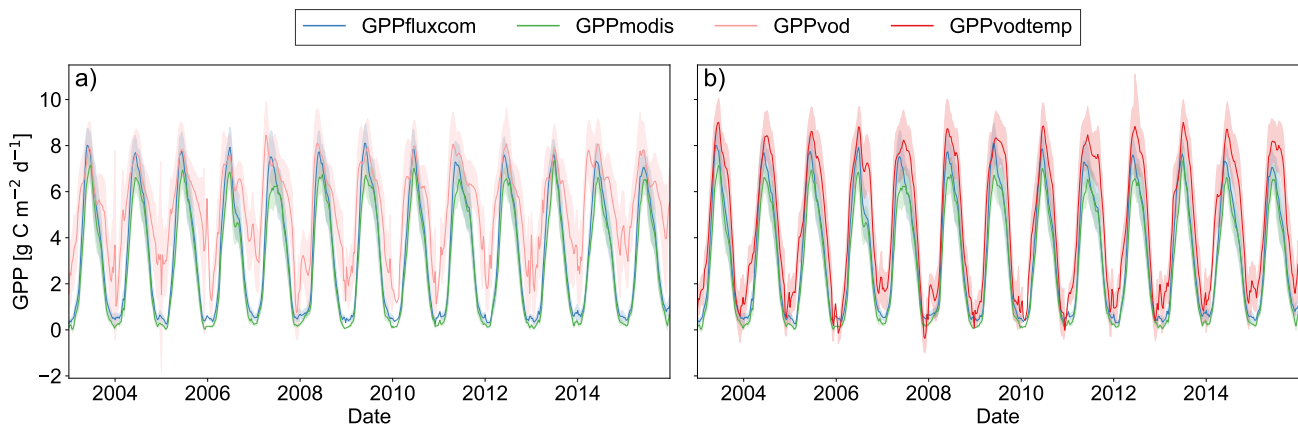 GPPfluxcom GPPmodis GPPvod GPPvodtemp
a) b)
10
8
6
4
2
0
−2
GPP [g C m⁻² d⁻¹]
2004 2006 2008 2010 2012 2014 2004 2006 2008 2010 2012 2014
Date Date